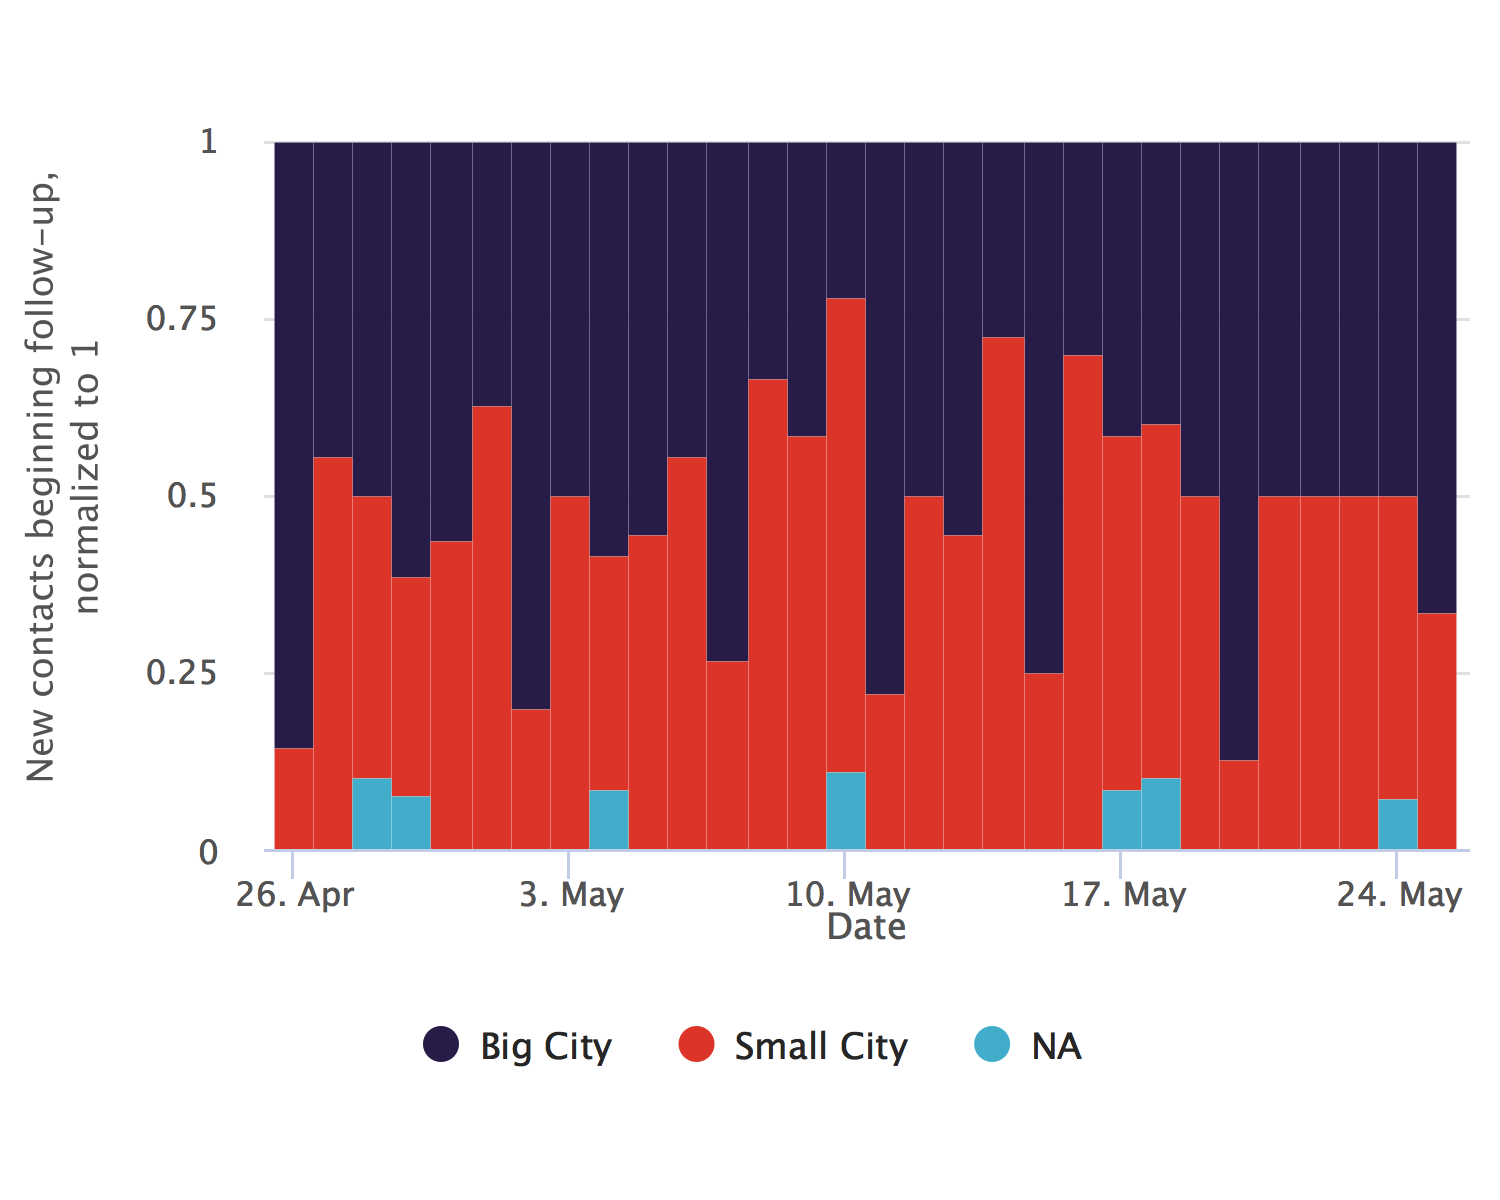 New contacts beginning follow-up,
normalized to 1
1
0.75
0.5
0.25
0
26. Apr
3. May
10. May
17. May
24. May
Date
Big City
Small City
NA